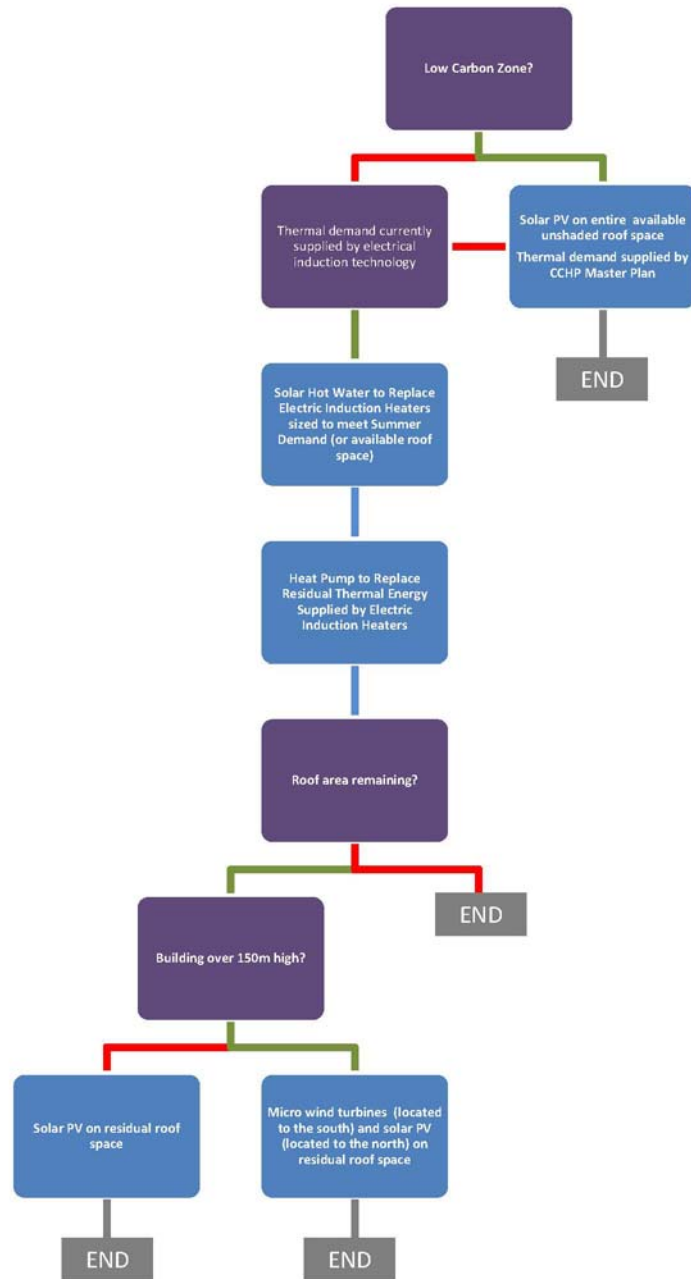 Low Carbon Zone?
Thermal demand currently
supplied by electrical
induction technology
Solar PV on entire available
unshaded roof space
Thermal demand supplied by
CCHP Master Plan
END
Solar Hot Water to Replace
Electric Induction Heaters
sized to meet Summer
Demand (or available roof
space)
Heat Pump to Replace
Residual Thermal Energy
Supplied by Electric
Induction Heaters
Roof area remaining?
END
Building over 150m high?
Solar PV on residual roof
space
Micro wind turbines (located
to the south) and solar PV
(located to the north) on
residual roof space
END
END